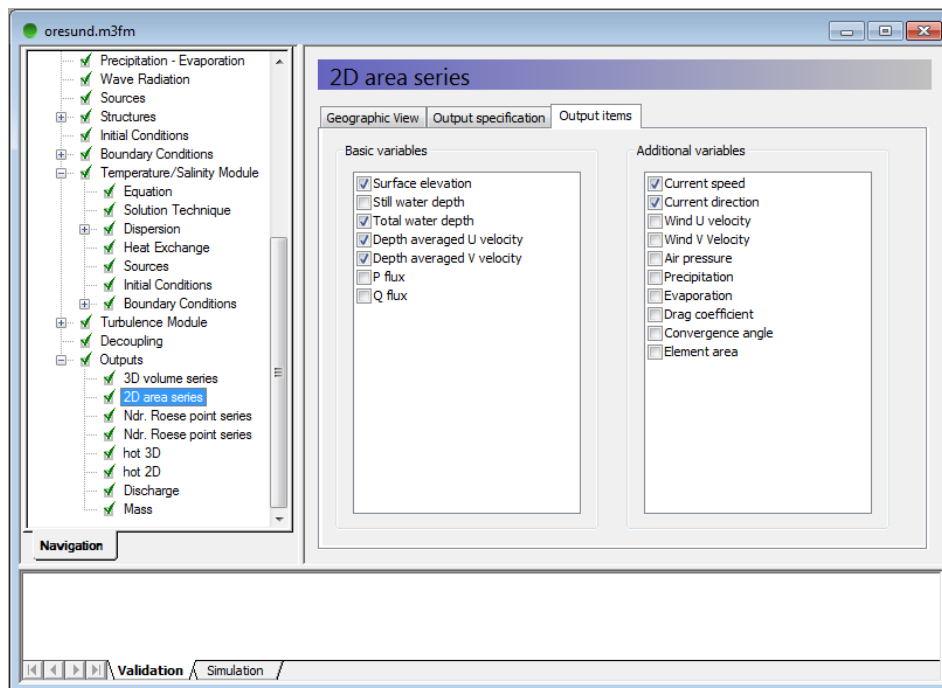 oresund.m3fm
Precipitation - Evaporation
Wave Radiation
Sources
Structures
Initial Conditions
Boundary Conditions
Temperature/Salinity Module
Equation
Solution Technique
Dispersion
Heat Exchange
Sources
Initial Conditions
Boundary Conditions
Turbulence Module
Decoupling
Outputs
3D volume series
2D area series
Ndr. Roese point series
Ndr. Roese point series
hot 3D
hot 2D
Discharge
Mass
Navigation
2D area series
Geographic View Output specification Output items
Basic variables
Surface elevation
Still water depth
Total water depth
Depth averaged U velocity
Depth averaged V velocity
P flux
Q flux
Additional variables
Current speed
Current direction
Wind U velocity
Wind V Velocity
Air pressure
Precipitation
Evaporation
Drag coefficient
Convergence angle
Element area
Validation Simulation